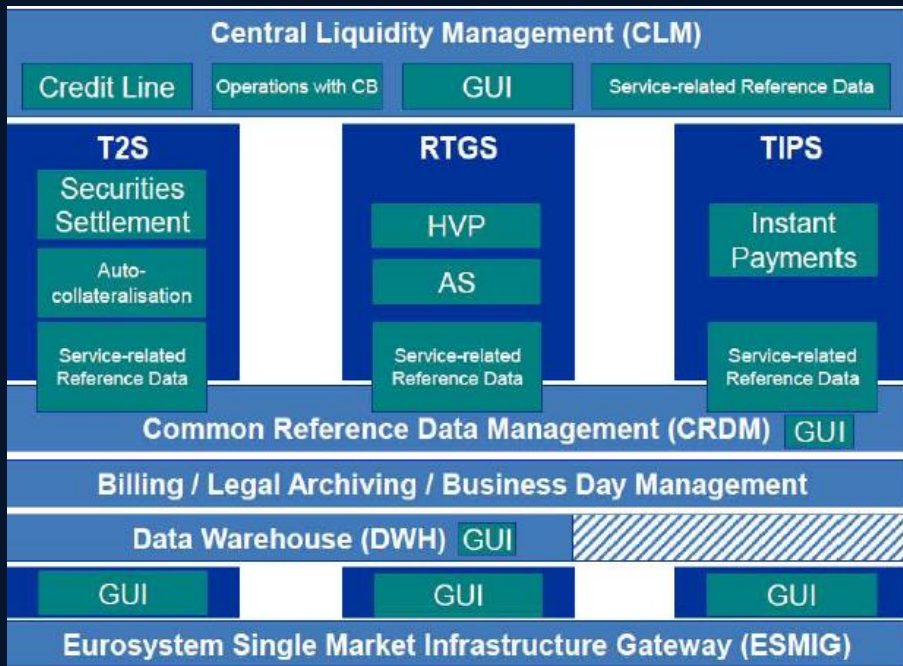 Central Liquidity Management (CLM)
Credit Line
Operations with CB
GUI
Service-related Reference Data
T2S
Securities
Settlement
Auto-
collateralisation
Service-related
Reference Data
RTGS
HVP
AS
Service-related
Reference Data
TIPS
Instant
Payments
Service-related
Reference Data
Common Reference Data Management (CRDM) GUI
Billing / Legal Archiving / Business Day Management
Data Warehouse (DWH) GUI
GUI
GUI
GUI
Eurosystem Single Market Infrastructure Gateway (ESMIG)